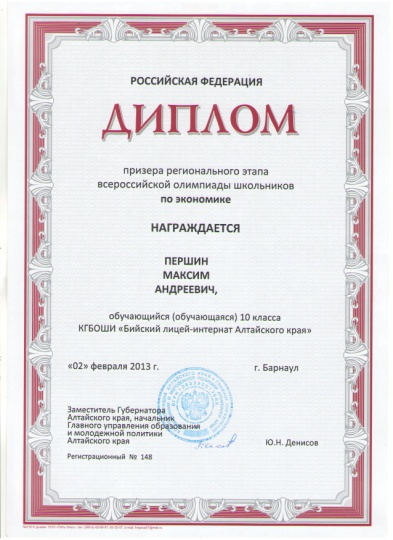 РОССИЙСКАЯ ФЕДЕРАЦИЯ
ДИПЛОМ
призера регионального этапа
всероссийской олимпиады школьников
по экономике
НАГРАЖДАЕТСЯ
ПЕРШИН
МАКСИМ
АНДРЕЕВИЧ,
обучающийся (обучающаяся) 10 класса
КГБОШИ «Бийский лицей-интернат Алтайского края»
«02» февраля 2013 г. г. Барнаул
Заместитель Губернатора
Алтайского края, начальник
Главного управления образования
и молодежной политики
Алтайского края Ю.Н. Денисов
Регистрационный № 148